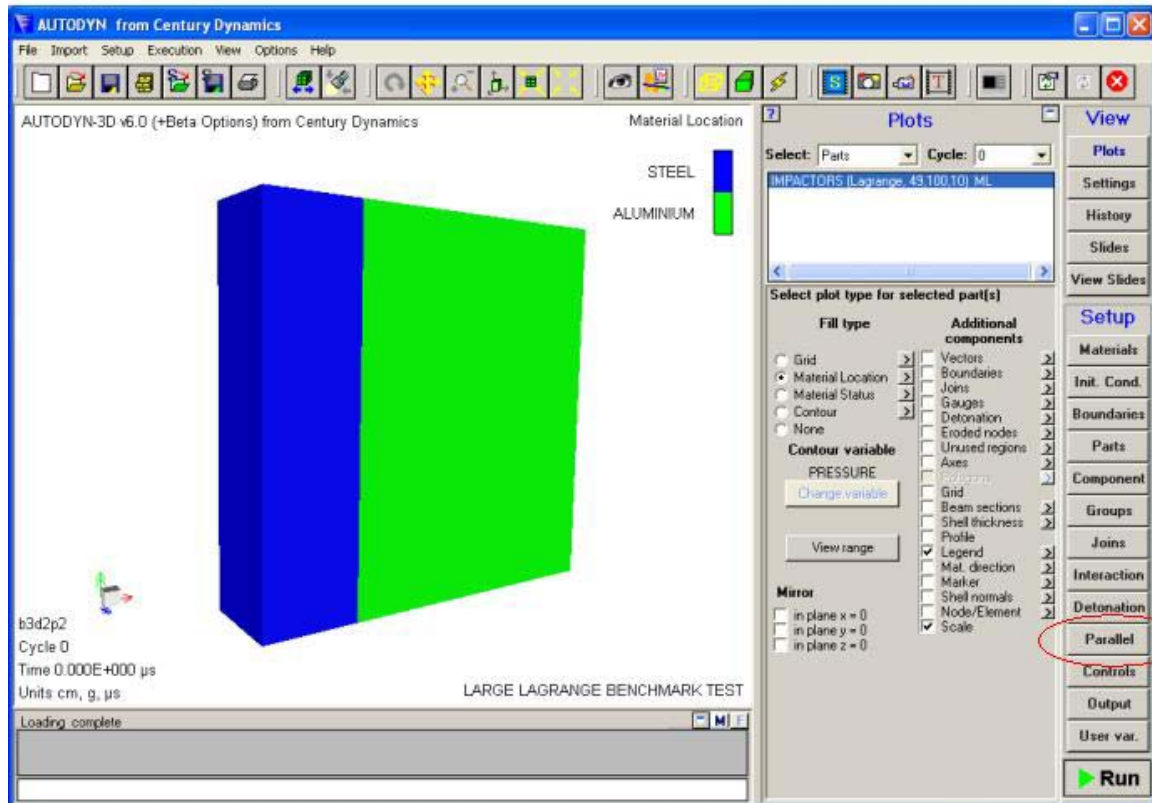 AUTODYN from Century Dynamics
File Import Setup Execution View Options Help
AUTODYN-3D v6.0 (+Beta Options) from Century Dynamics
Material Location
STEEL
ALUMINIUM
b3d2p2
Cycle 0
Time 0.000E+000 µs
Units cm, g, µs
LARGE LAGRANGE BENCHMARK TEST
Loading complete
M
Plots
Select: Parts Cycle: 0
IMPACTORS (Lagrange, 49,100,10) ML
Select plot type for selected part(s)
Fill type
Grid
Material Location
Material Status
Contour
None
Contour variable
PRESSURE
Change variable
View range
Mirror
in plane x = 0
in plane y = 0
in plane z = 0
Additional
components
Vectors
Boundaries
Joins
Gauges
Detonation
Eroded nodes
Unused regions
Axes
Grid
Beam sections
Shell thickness
Profile
Legend
Mat. direction
Marker
Shell normals
Node/Element
Scale
View
Plots
Settings
History
Slides
View Slides
Setup
Materials
Init. Cond.
Boundaries
Parts
Component
Groups
Joins
Interaction
Detonation
Parallel
Controls
Output
User var.
Run